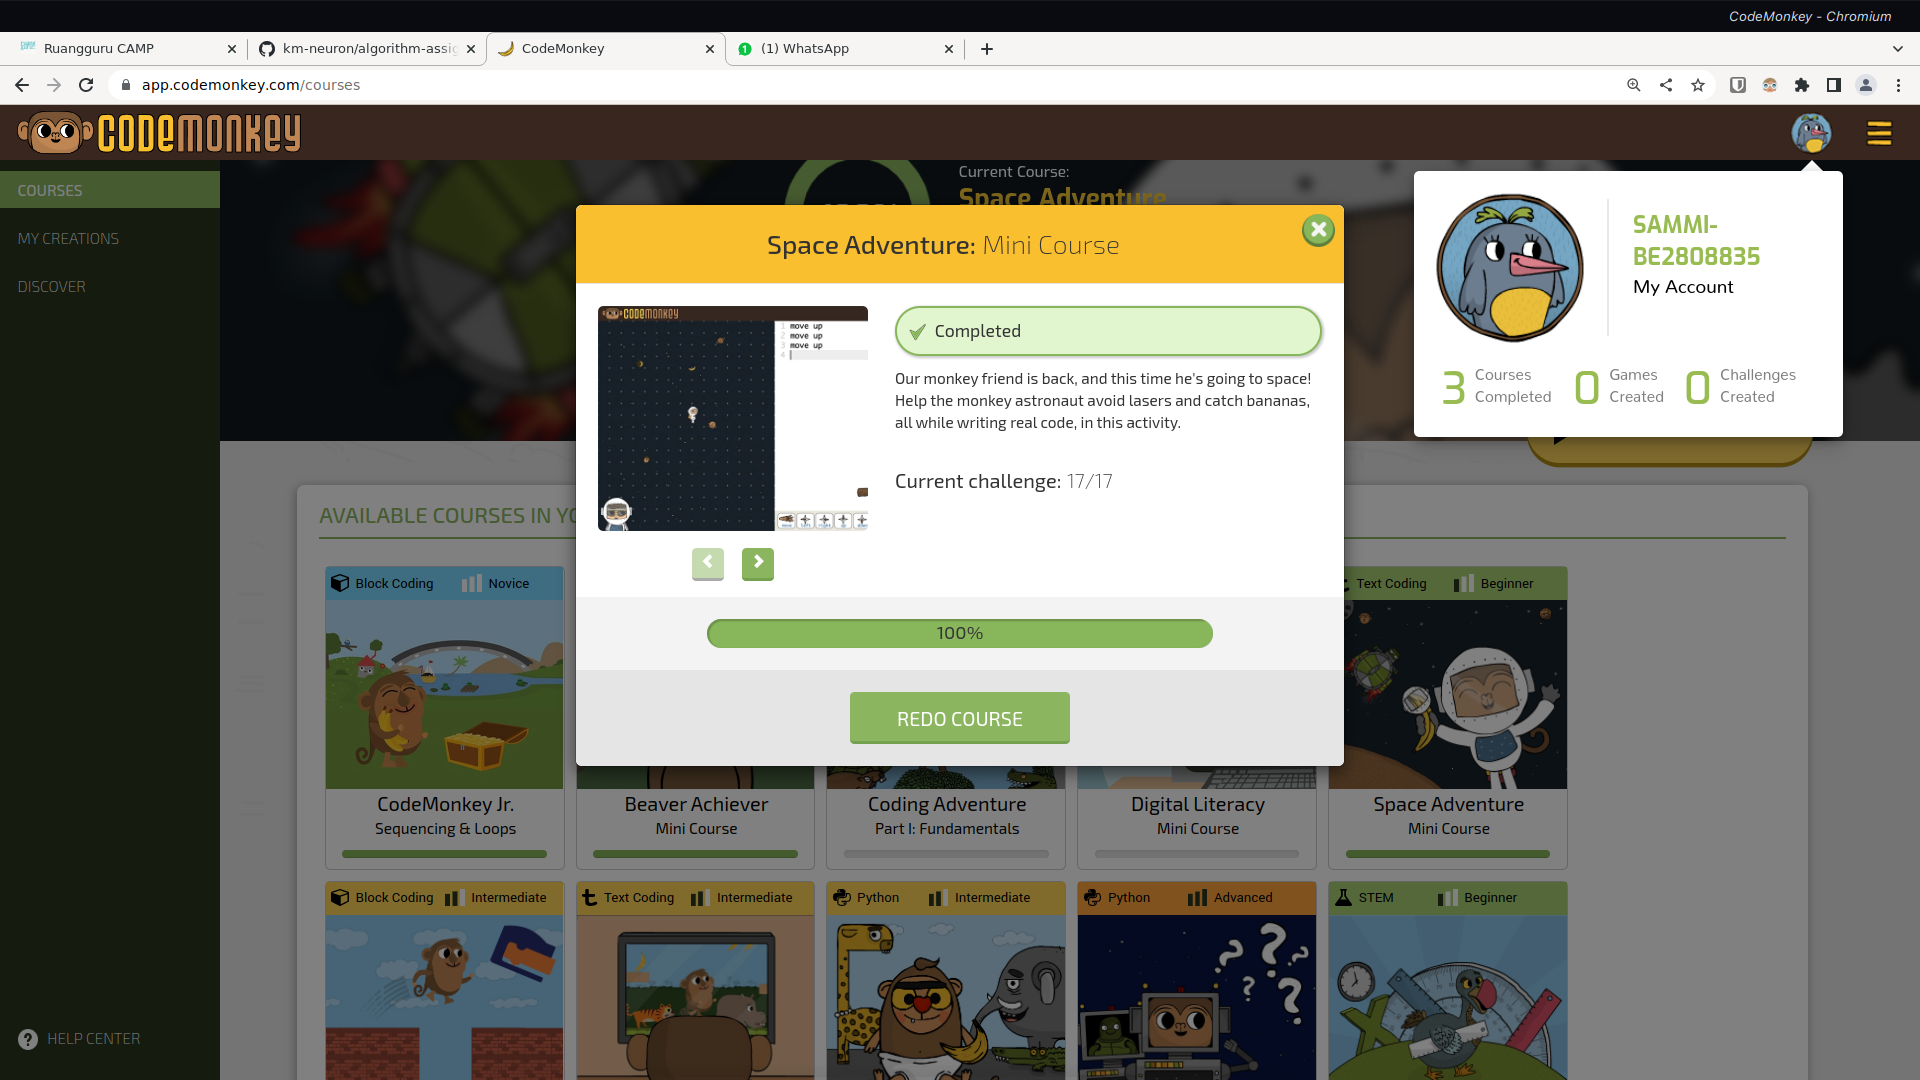 CodeMonkey - Chromium
Ruangguru CAMP
km-neuron/algorithm-assig
CodeMonkey
(1) WhatsApp
app.codemonkey.com/courses
CODEMONKEY
COURSES
MY CREATIONS
DISCOVER
HELP CENTER
Current Course:
Space Adventure
SAMMI-
BE2808835
My Account
3 Courses Completed
0 Games Created
0 Challenges Created
Space Adventure: Mini Course
CODEMONKEY
1 move up
2 move up
3 move up
4
Completed
Our monkey friend is back, and this time he's going to space!
Help the monkey astronaut avoid lasers and catch bananas,
all while writing real code, in this activity.
Current challenge: 17/17
100%
REDO COURSE
AVAILABLE COURSES IN YO
Block Coding Novice
Text Coding Beginner
CodeMonkey Jr.
Sequencing & Loops
Beaver Achiever
Mini Course
Coding Adventure
Part I: Fundamentals
Digital Literacy
Mini Course
Space Adventure
Mini Course
Block Coding Intermediate
Text Coding Intermediate
Python Intermediate
Python Advanced
STEM Beginner